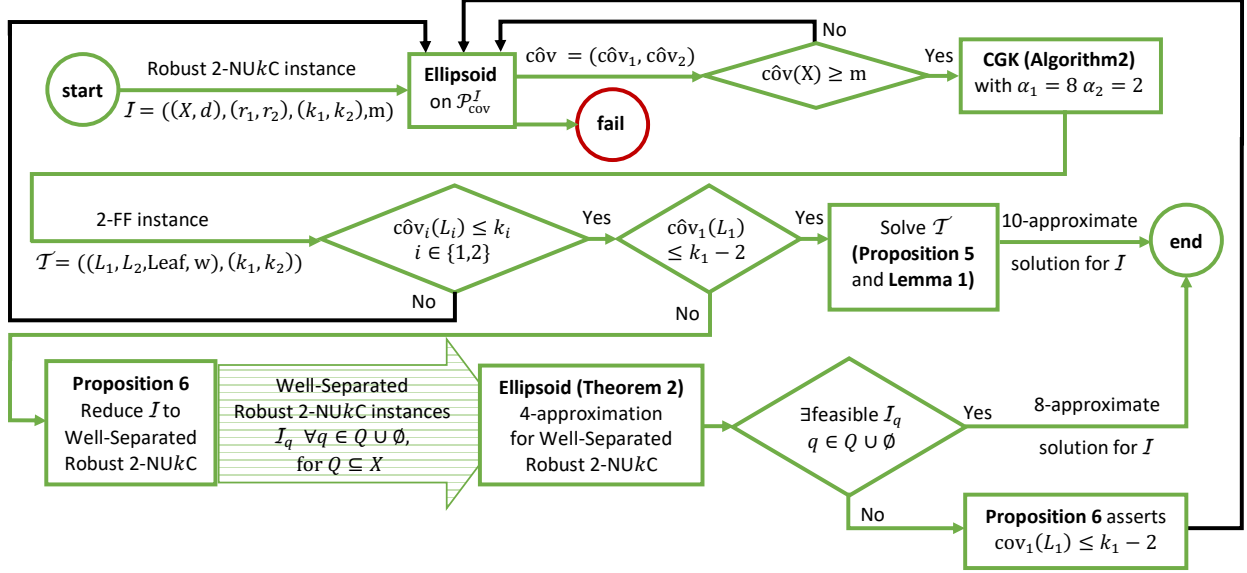 start
Robust 2-NUkC instance
I = ((X, d), (r₁, r₂), (k₁, k₂),m)
Ellipsoid
on 𝒫ᴵcov
côv = (côv₁, côv₂)
fail
No
côv(X) ≥ m
Yes
CGK (Algorithm2)
with α₁ = 8 α₂ = 2
2-FF instance
𝒯 = ((L₁, L₂,Leaf, w), (k₁, k₂))
côvᵢ(Lᵢ) ≤ kᵢ
i ∈ {1,2}
No
Yes
côv₁(L₁)
≤ k₁ − 2
No
Yes
Solve 𝒯
(Proposition 5
and Lemma 1)
10-approximate
solution for I
end
Proposition 6
Reduce I to
Well-Separated
Robust 2-NUkC
Well-Separated
Robust 2-NUkC instances
I_q ∀q ∈ Q ∪ ∅,
for Q ⊆ X
Ellipsoid (Theorem 2)
4-approximation
for Well-Separated
Robust 2-NUkC
∃feasible I_q
q ∈ Q ∪ ∅
Yes
8-approximate
solution for I
No
Proposition 6 asserts
cov₁(L₁) ≤ k₁ − 2